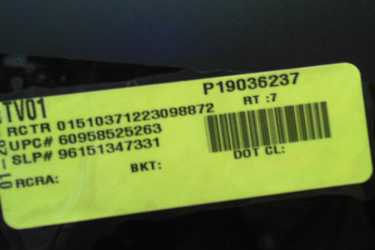 P19036237
TV01
RT :7
RCTR 01510371223098872
UPC# 60958525263
SLP# 96151347331
BKT:
DOT CL:
RCRA: